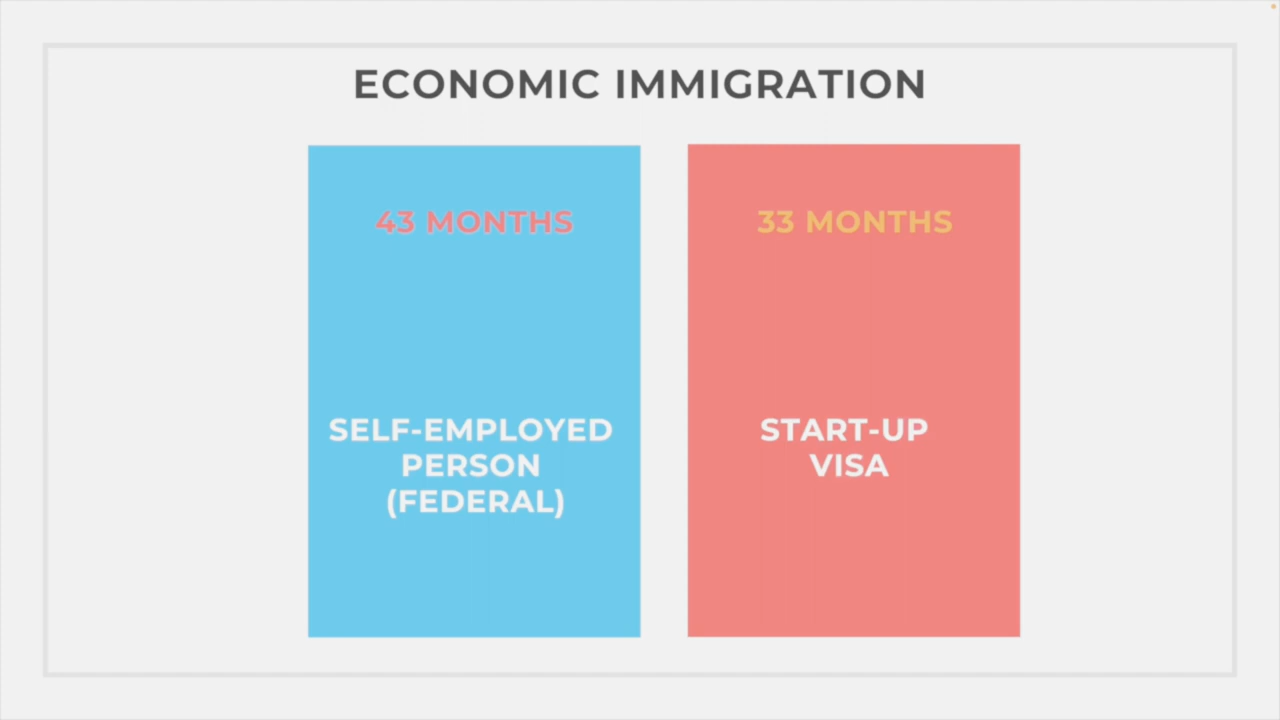 ECONOMIC IMMIGRATION
43 MONTHS
SELF-EMPLOYED
PERSON
(FEDERAL)
33 MONTHS
START-UP
VISA